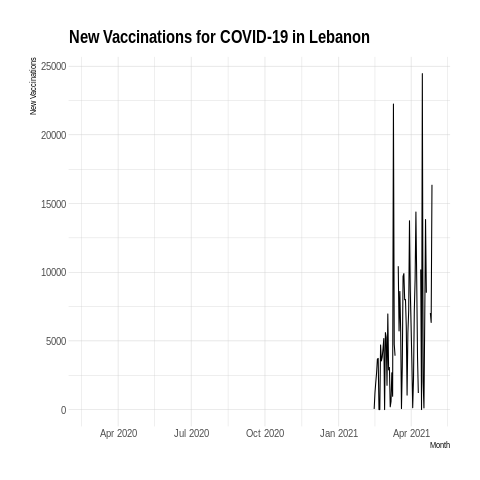 New Vaccinations for COVID-19 in Lebanon
New Vaccinations
25000
20000
15000
10000
5000
0
Apr 2020 Jul 2020 Oct 2020 Jan 2021 Apr 2021
Month